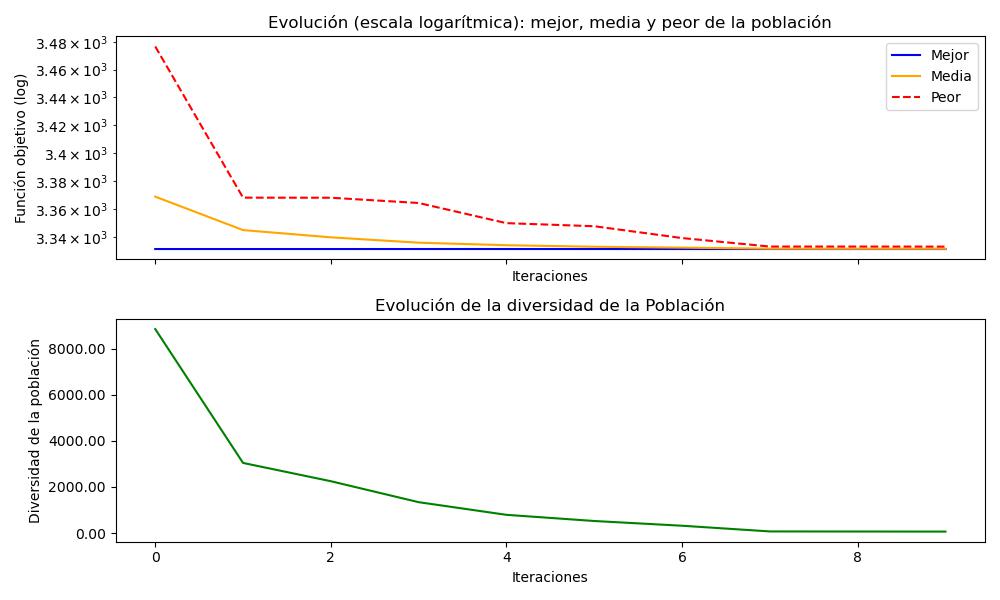 Evolución (escala logarítmica): mejor, media y peor de la población
Función objetivo (log)
3.48 × 10³
3.46 × 10³
3.44 × 10³
3.42 × 10³
3.4 × 10³
3.38 × 10³
3.36 × 10³
3.34 × 10³
Mejor
Media
Peor
Iteraciones
Evolución de la diversidad de la Población
Diversidad de la población
8000.00
6000.00
4000.00
2000.00
0.00
0 2 4 6 8
Iteraciones